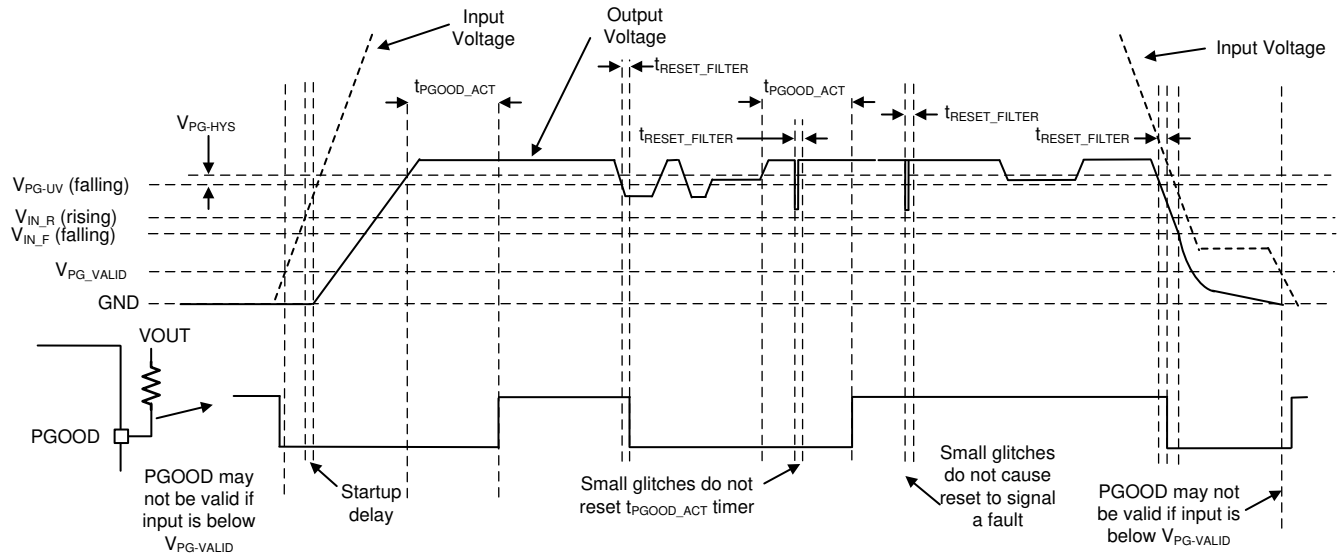 Input
Voltage
Output
Voltage
Input Voltage
tRESET_FILTER
tPGOOD_ACT
tPGOOD_ACT
tRESET_FILTER
VPG-HYS
tRESET_FILTER
tRESET_FILTER
VPG-UV (falling)
VIN_R (rising)
VIN_F (falling)
VPG_VALID
GND
VOUT
PGOOD
PGOOD may
not be valid if
input is below
VPG-VALID
Startup
delay
Small glitches do not
reset tPGOOD_ACT timer
Small glitches
do not cause
reset to signal
a fault
PGOOD may not
be valid if input is
below VPG-VALID